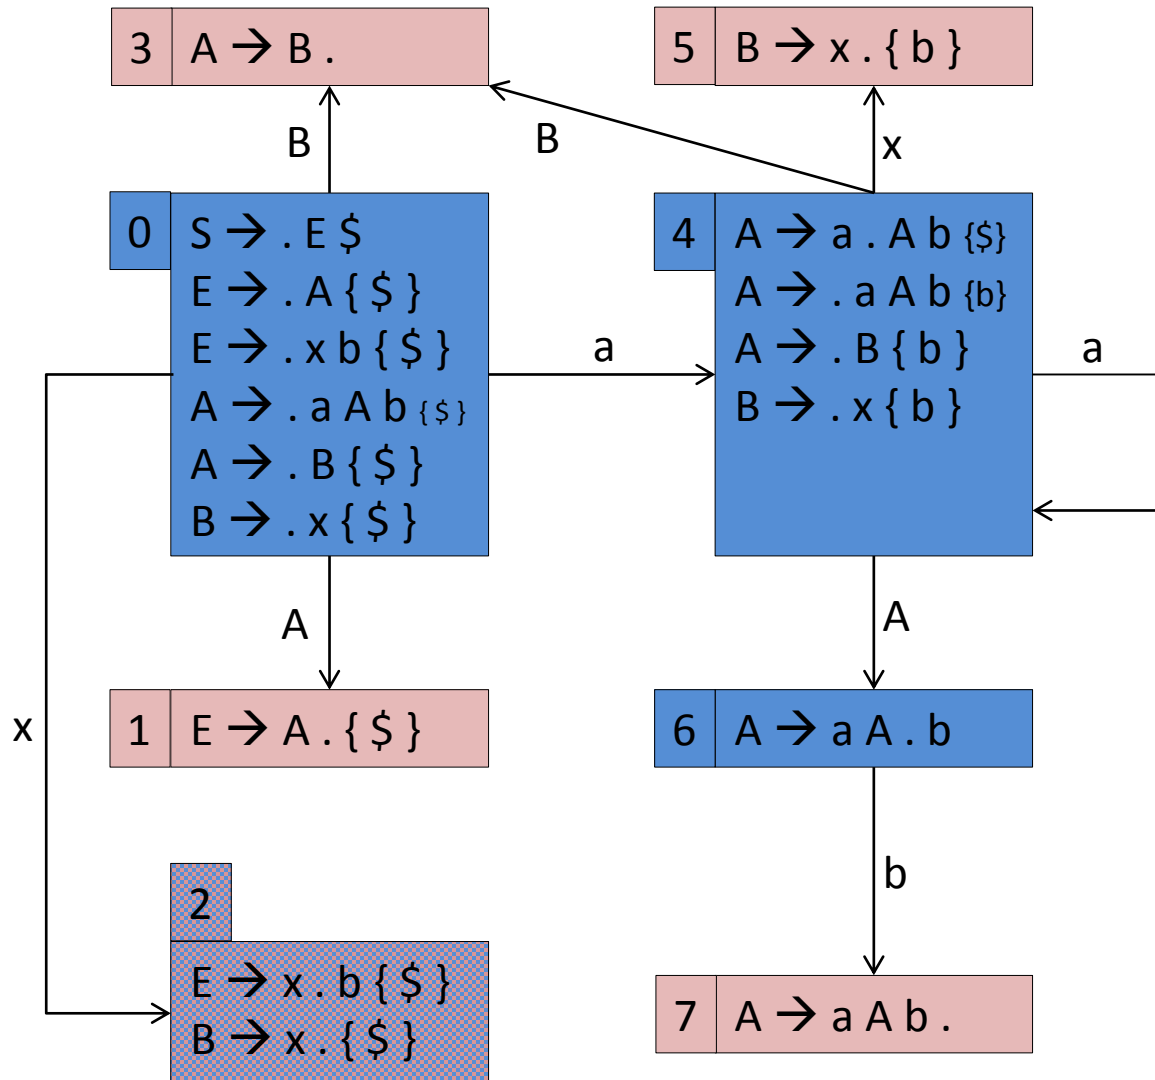 3 A → B .
5 B → x . { b }
B
B
x
0 S → . E $
E → . A { $ }
E → . x b { $ }
A → . a A b { $ }
A → . B { $ }
B → . x { $ }
a
4 A → a . A b {$}
A → . a A b {b}
A → . B { b }
B → . x { b }
a
A
A
x
1 E → A . { $ }
6 A → a A . b
b
2
E → x . b { $ }
B → x . { $ }
7 A → a A b .